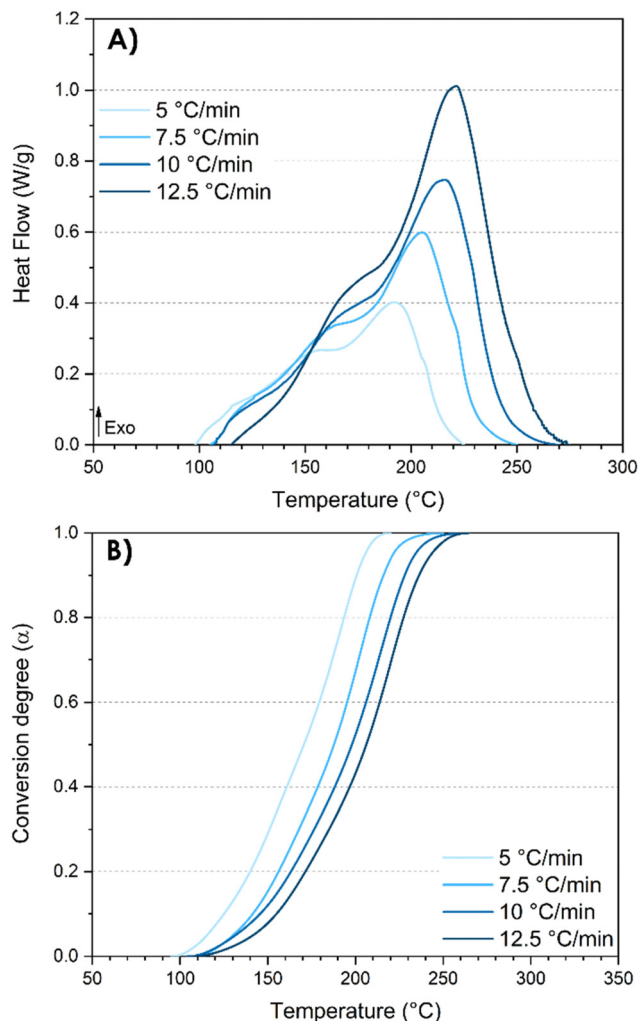 A)
1.2
1.0
0.8
0.6
0.4
0.2
0.0
Heat Flow (W/g)
5 °C/min
7.5 °C/min
10 °C/min
12.5 °C/min
Exo
50 100 150 200 250 300
Temperature (°C)
B)
1.0
0.8
0.6
0.4
0.2
0.0
Conversion degree (α)
5 °C/min
7.5 °C/min
10 °C/min
12.5 °C/min
50 100 150 200 250 300 350
Temperature (°C)